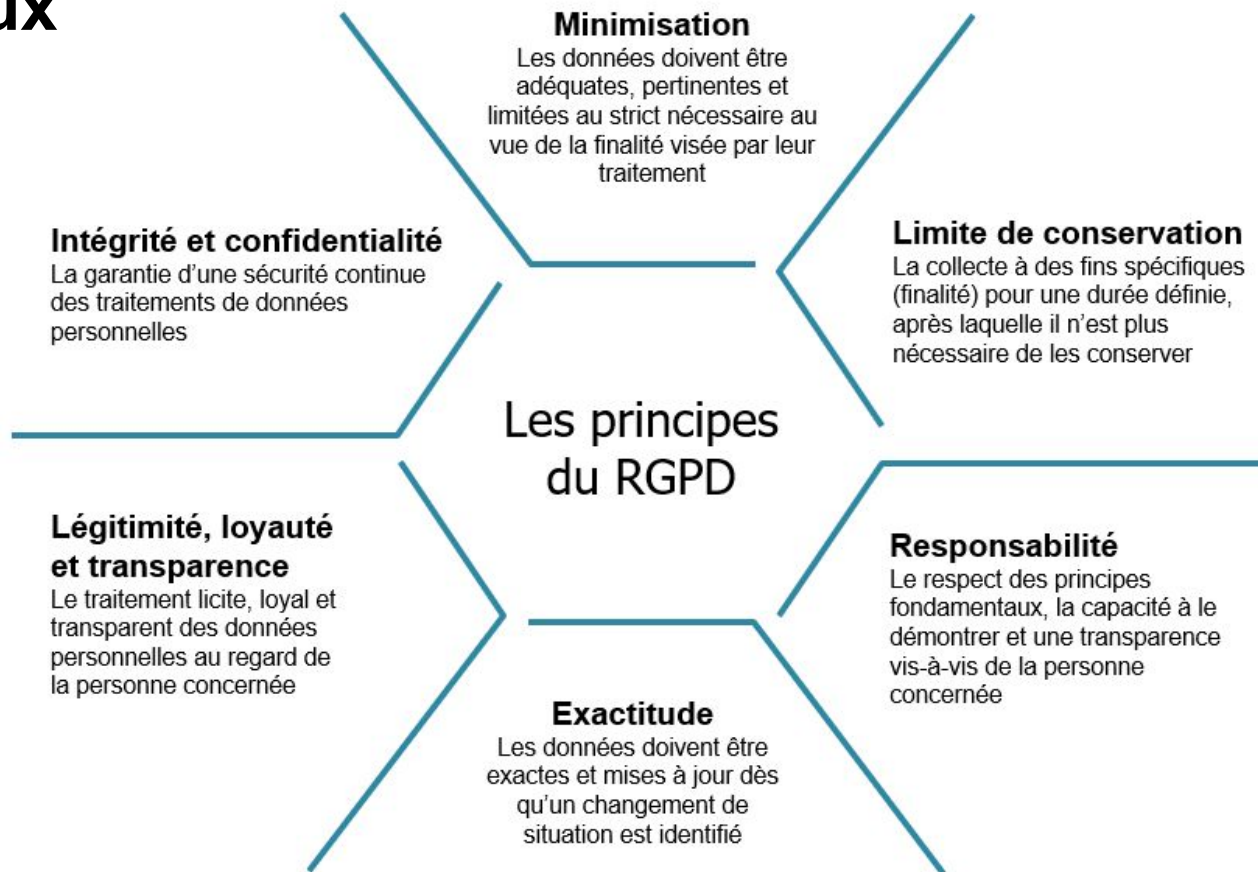 ux
Minimisation
Les données doivent être
adéquates, pertinentes et
limitées au strict nécessaire au
vue de la finalité visée par leur
traitement
Intégrité et confidentialité
La garantie d'une sécurité continue
des traitements de données
personnelles
Limite de conservation
La collecte à des fins spécifiques
(finalité) pour une durée définie,
après laquelle il n'est plus
nécessaire de les conserver
Les principes
du RGPD
Légitimité, loyauté
et transparence
Le traitement licite, loyal et
transparent des données
personnelles au regard de
la personne concernée
Responsabilité
Le respect des principes
fondamentaux, la capacité à le
démontrer et une transparence
vis-à-vis de la personne
concernée
Exactitude
Les données doivent être
exactes et mises à jour dès
qu'un changement de
situation est identifié